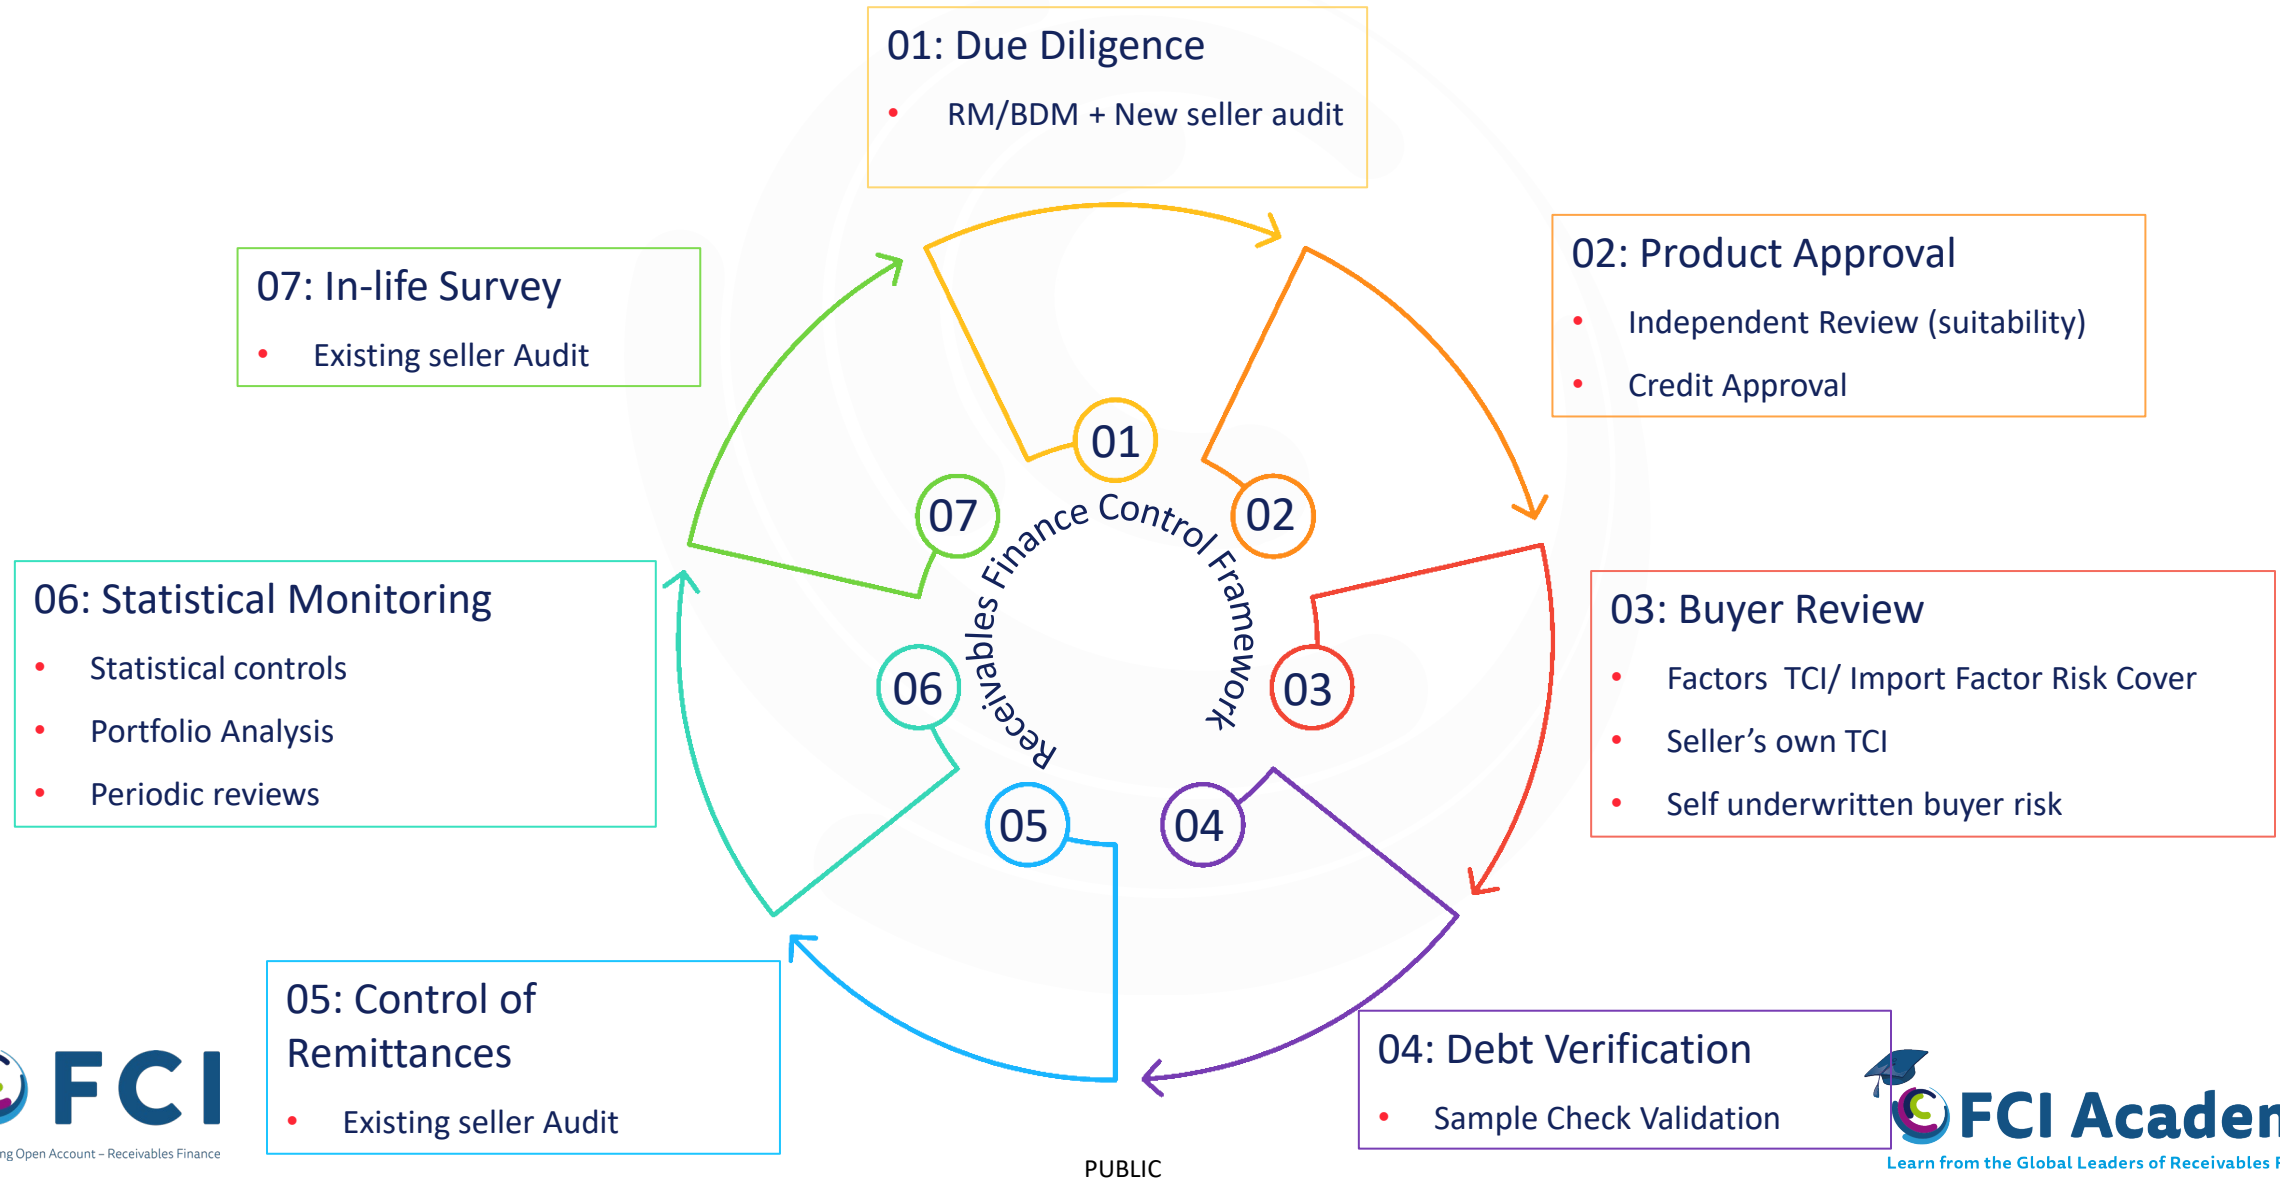 01: Due Diligence
• RM/BDM + New seller audit
02: Product Approval
• Independent Review (suitability)
• Credit Approval
07: In-life Survey
• Existing seller Audit
01
02
03
04
05
06
07
Receivables Finance Control Framework
06: Statistical Monitoring
• Statistical controls
• Portfolio Analysis
• Periodic reviews
03: Buyer Review
• Factors  TCI/ Import Factor Risk Cover
• Seller’s own TCI
• Self underwritten buyer risk
05: Control of
Remittances
• Existing seller Audit
04: Debt Verification
• Sample Check Validation
FCI
Open Account – Receivables Finance
PUBLIC
FCI
Learn from the Global Leaders of Receivables